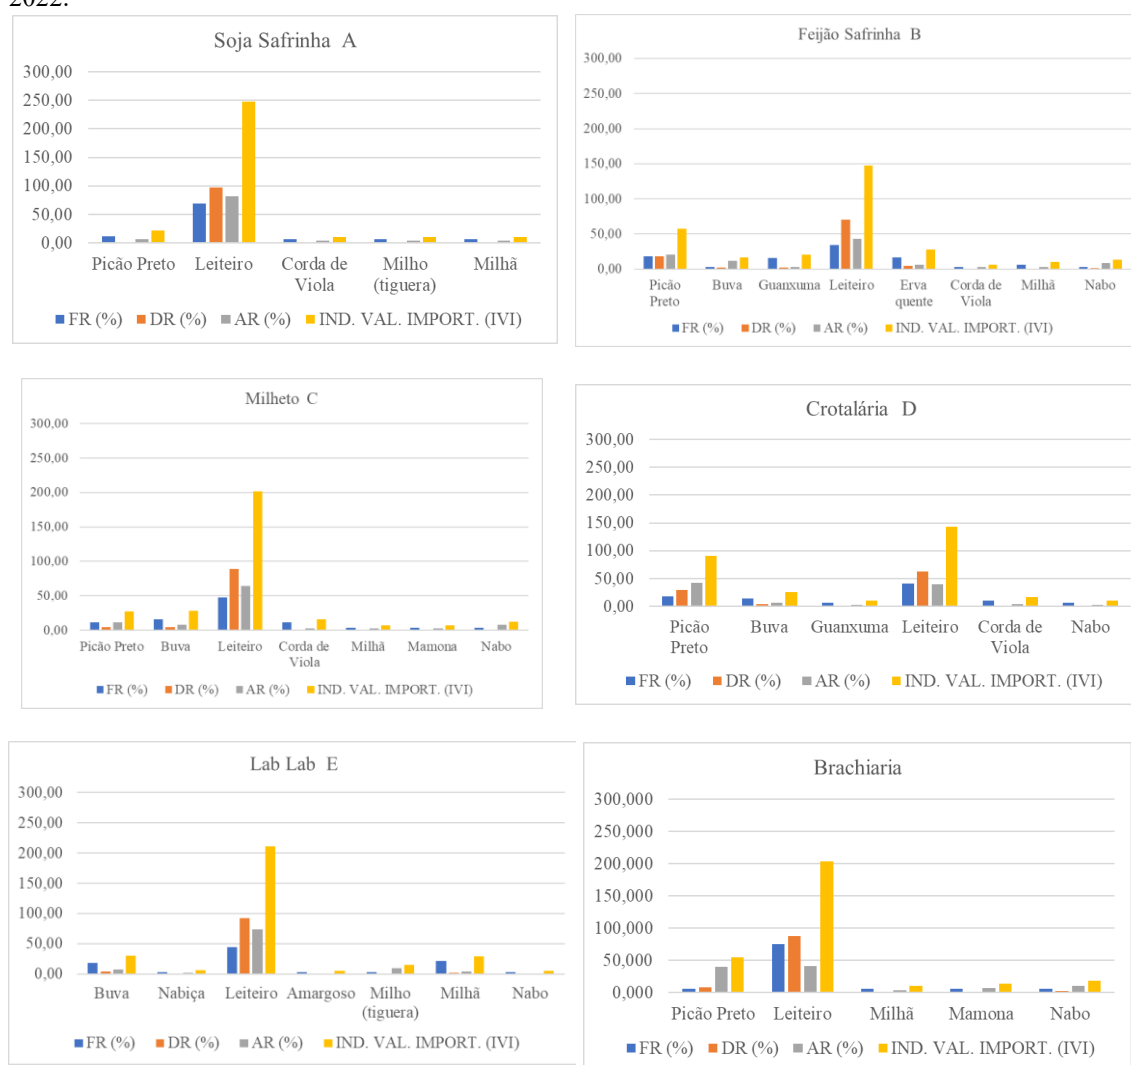 2022.
Soja Safrinha A
300,00
250,00
200,00
150,00
100,00
50,00
0,00
Picão Preto Leiteiro Corda de Viola Milho (tiguera) Milhã
FR (%) DR (%) AR (%) IND. VAL. IMPORT. (IVI)
Feijão Safrinha B
300,00
250,00
200,00
150,00
100,00
50,00
0,00
Picão Preto Buva Guanxuma Leiteiro Erva quente Corda de Viola Milhã Nabo
FR (%) DR (%) AR (%) IND. VAL. IMPORT. (IVI)
Milheto C
300,00
250,00
200,00
150,00
100,00
50,00
0,00
Picão Preto Buva Leiteiro Corda de Viola Milhã Mamona Nabo
FR (%) DR (%) AR (%) IND. VAL. IMPORT. (IVI)
Crotalária D
300,00
250,00
200,00
150,00
100,00
50,00
0,00
Picão Preto Buva Guanxuma Leiteiro Corda de Viola Nabo
FR (%) DR (%) AR (%) IND. VAL. IMPORT. (IVI)
Lab Lab E
300,00
250,00
200,00
150,00
100,00
50,00
0,00
Buva Nabiça Leiteiro Amargoso Milho (tiguera) Milhã Nabo
FR (%) DR (%) AR (%) IND. VAL. IMPORT. (IVI)
Brachiaria
300,000
250,000
200,000
150,000
100,000
50,000
0,000
Picão Preto Leiteiro Milhã Mamona Nabo
FR (%) DR (%) AR (%) IND. VAL. IMPORT. (IVI)